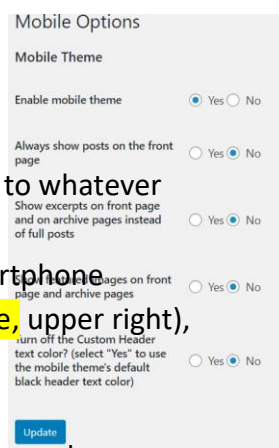 Mobile Options
Mobile Theme
Enable mobile theme Yes No
Always show posts on the front
page Yes No
to whatever
Show excerpts on front page
and on archive pages instead Yes No
of full posts
rtphone
Show featured images on front
page and archive pages Yes No
e, upper right),
Turn off the Custom Header
text color? (select "Yes" to use
the mobile theme's default Yes No
black header text color)
Update